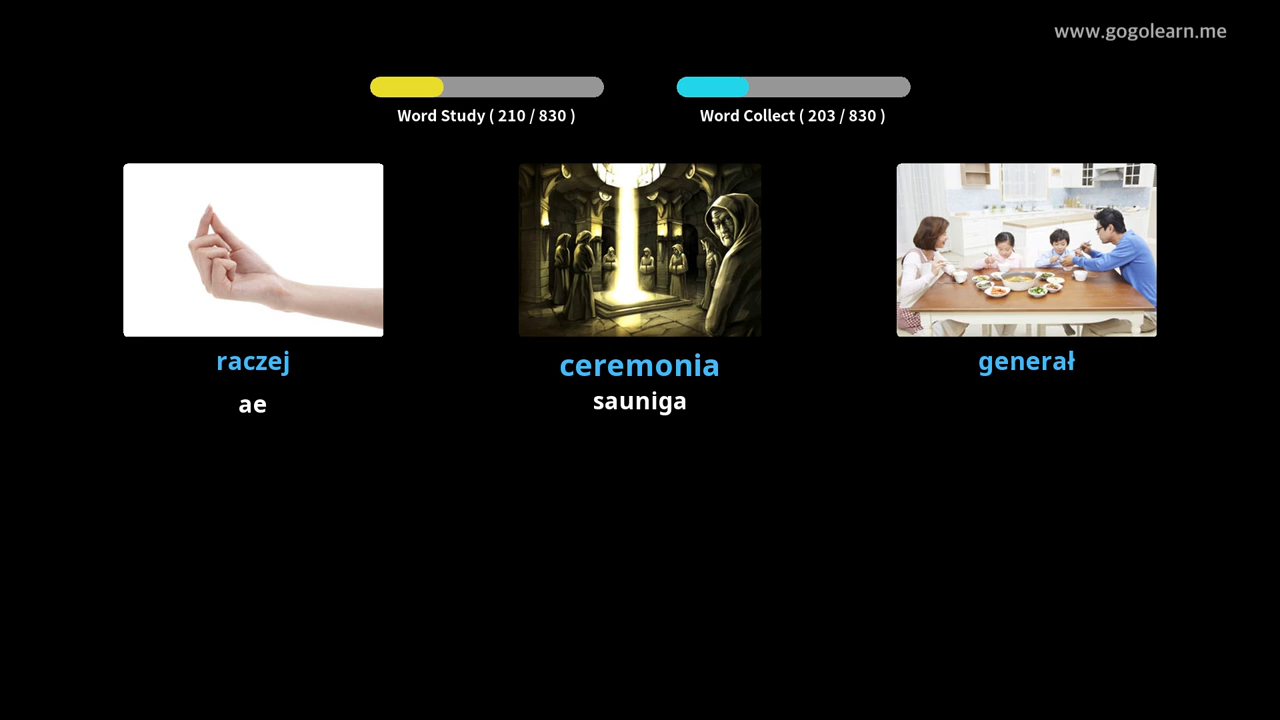 www.gogolearn.me
Word Study ( 210 / 830 )
Word Collect ( 203 / 830 )
raczej
ae
ceremonia
sauniga
generał